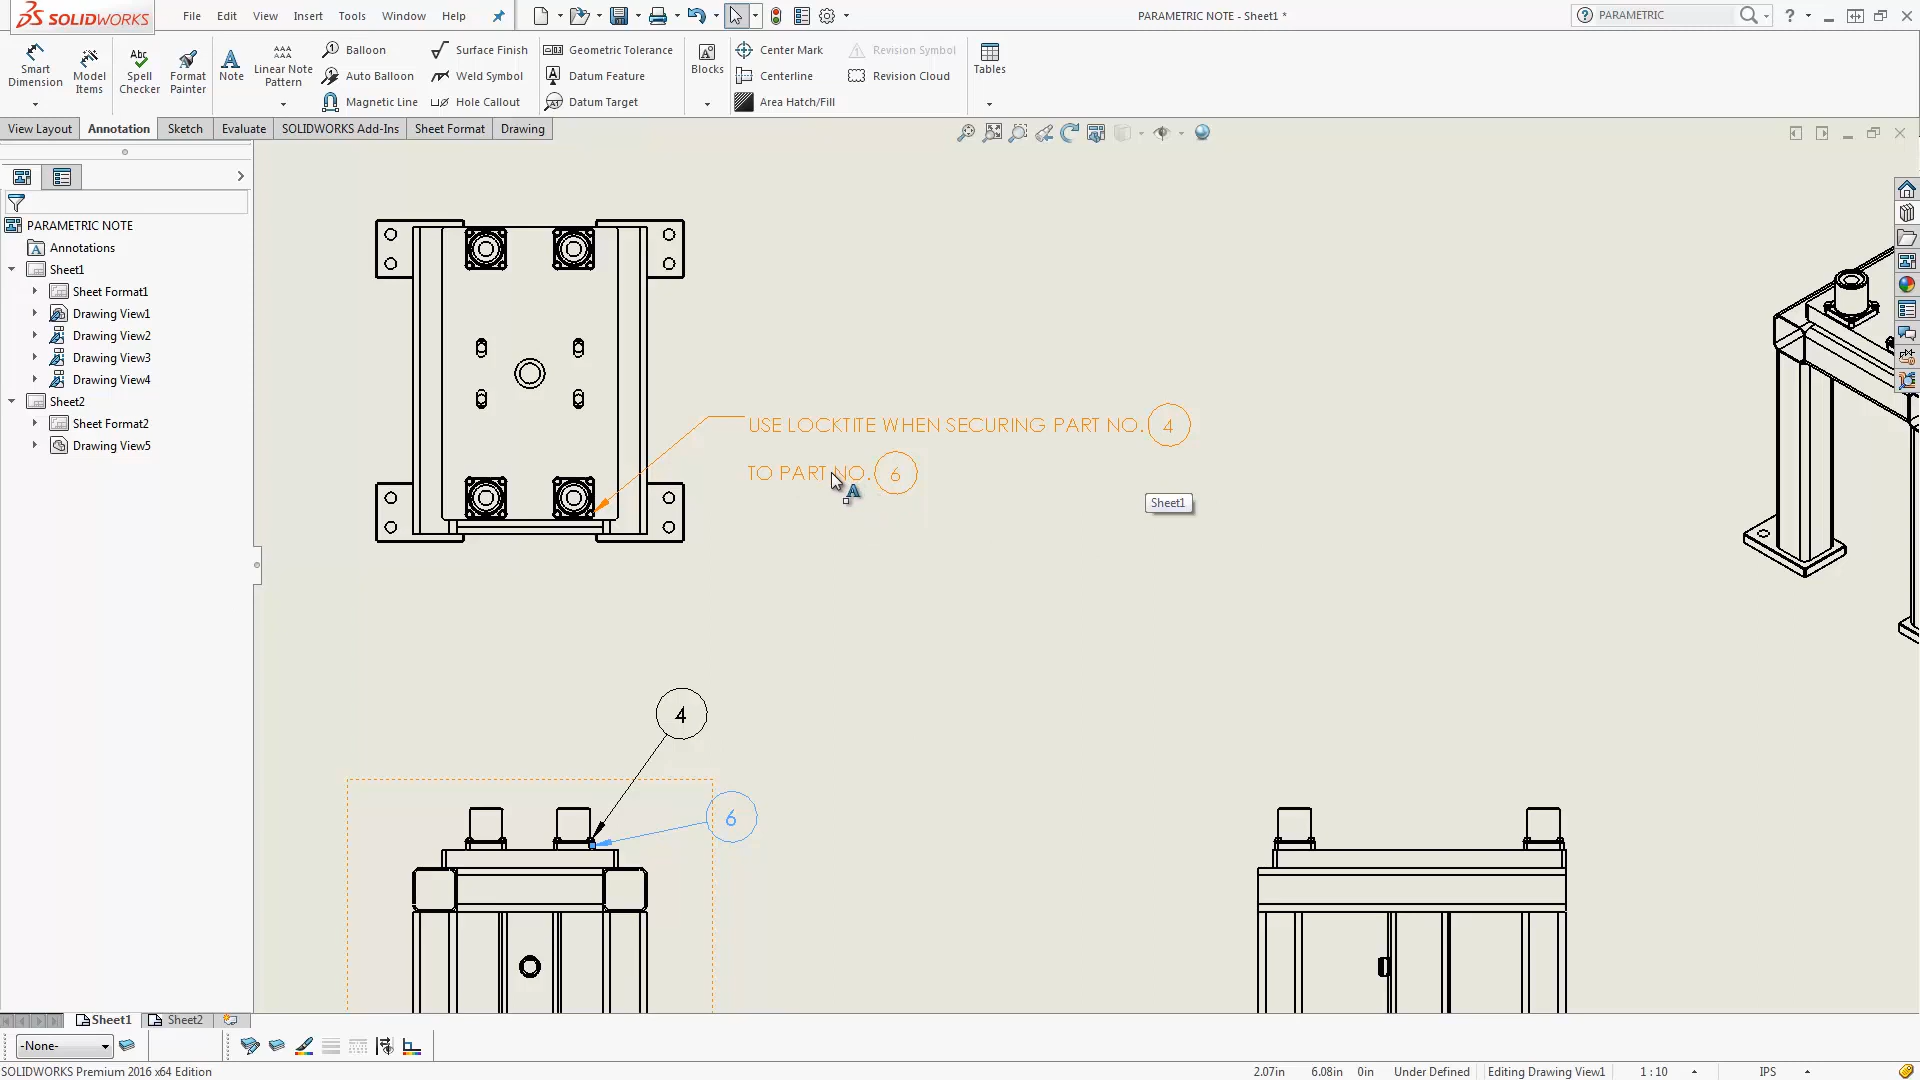 SOLIDWORKS
File Edit View Insert Tools Window Help
PARAMETRIC NOTE - Sheet1 *
PARAMETRIC
Smart Dimension
Model Items
Spell Checker
Format Painter
Note
Linear Note Pattern
Balloon
Auto Balloon
Magnetic Line
Surface Finish
Weld Symbol
Hole Callout
Geometric Tolerance
Datum Feature
Datum Target
Blocks
Center Mark
Centerline
Area Hatch/Fill
Revision Symbol
Revision Cloud
Tables
View Layout Annotation Sketch Evaluate SOLIDWORKS Add-Ins Sheet Format Drawing
PARAMETRIC NOTE
Annotations
Sheet1
Sheet Format1
Drawing View1
Drawing View2
Drawing View3
Drawing View4
Sheet2
Sheet Format2
Drawing View5
USE LOCKTITE WHEN SECURING PART NO. 4
TO PART NO. 6
Sheet1
4
6
Sheet1 Sheet2
-None-
SOLIDWORKS Premium 2016 x64 Edition
2.07in 6.08in 0in Under Defined Editing Drawing View1 1 : 10 IPS